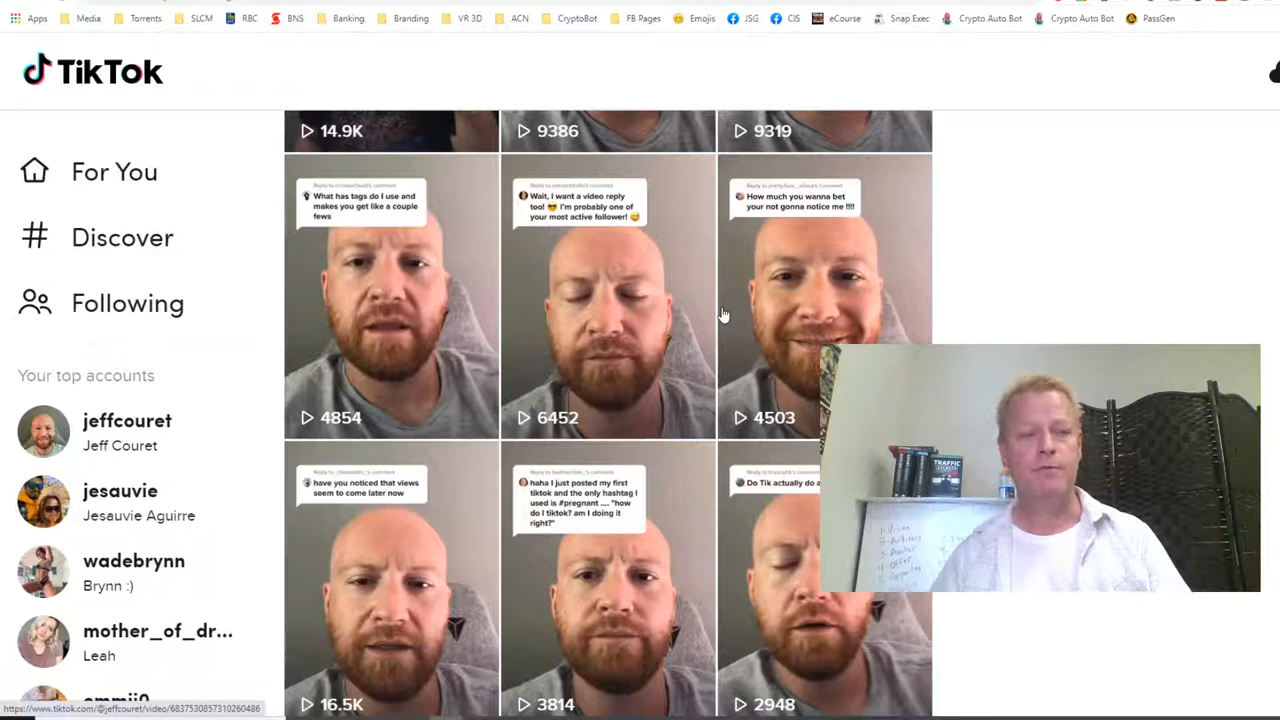 Apps Media Torrents SLCM RBC BNS Banking Branding VR 3D ACN CryptoBot FB Pages Emojis JSG CIS eCourse Snap Exec Crypto Auto Bot Crypto Auto Bot PassGen
TikTok
14.9K 9386 9319
For You
Discover
Following
Your top accounts
jeffcouret
Jeff Couret
jesauvie
Jesauvie Aguirre
wadebrynn
Brynn :)
mother_of_dr...
Leah
What has tags do I use and
makes you get like a couple
fews
4854
Wait, I want a video reply
too! 😎 I'm probably one of
your most active follower! 😅
6452
How much you wanna bet
your not gonna notice me !!!!
4503
have you noticed that views
seem to come later now
16.5K
haha I just posted my first
tiktok and the only hashtag I
used is #pregnant .... "how
do I tiktok? am I doing it
right?"
3814
Do Tik actually do a
2948
TRAFFIC
SECRETS
https://www.tiktok.com/@jeffcouret/video/6837530857310260486